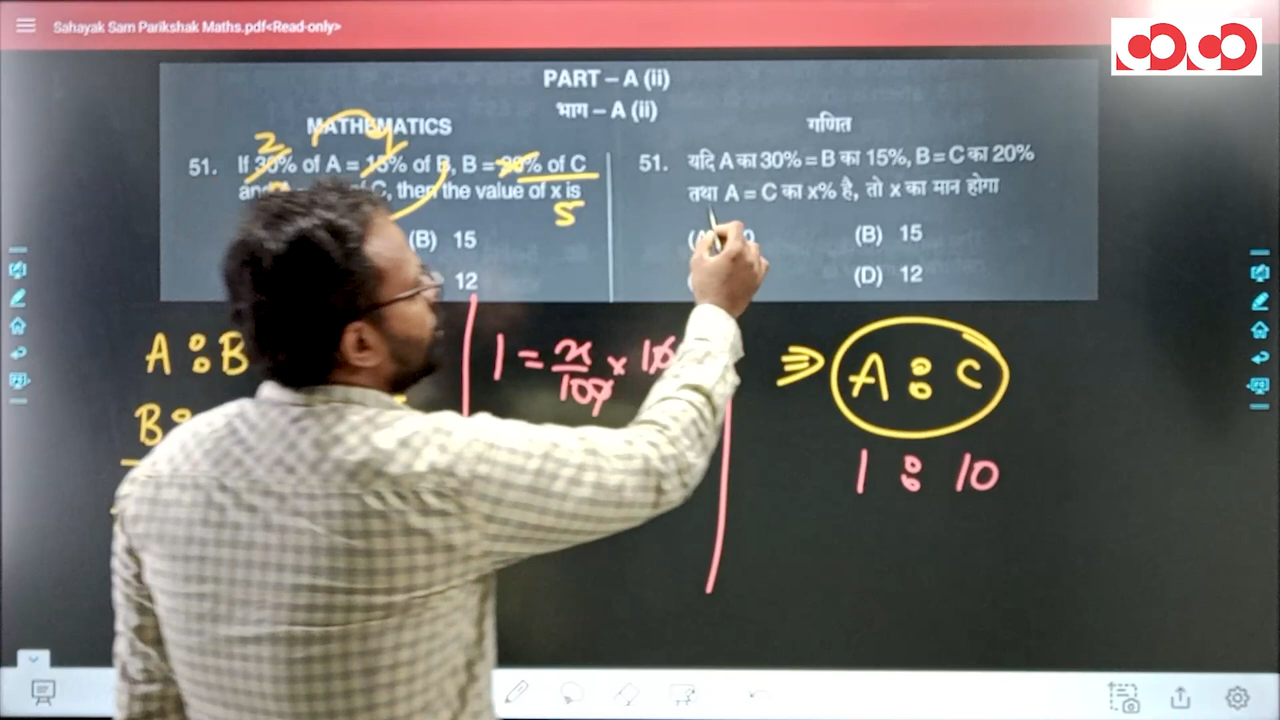 Sahayak Sam Parikshak Maths.pdf<Read-only>
PART – A (ii)
भाग – A (ii)
MATHEMATICS
51. If 30% of A = 15% of B, B = 20% of C
of C, then the value of x is
2
1
5
(B) 15
12
गणित
51. यदि A का 30% = B का 15%, B = C का 20%
तथा A = C का x% है, तो x का मान होगा
(B) 15
(D) 12
A : B
B :
1 = x/100 × 10
A : C
1 : 10